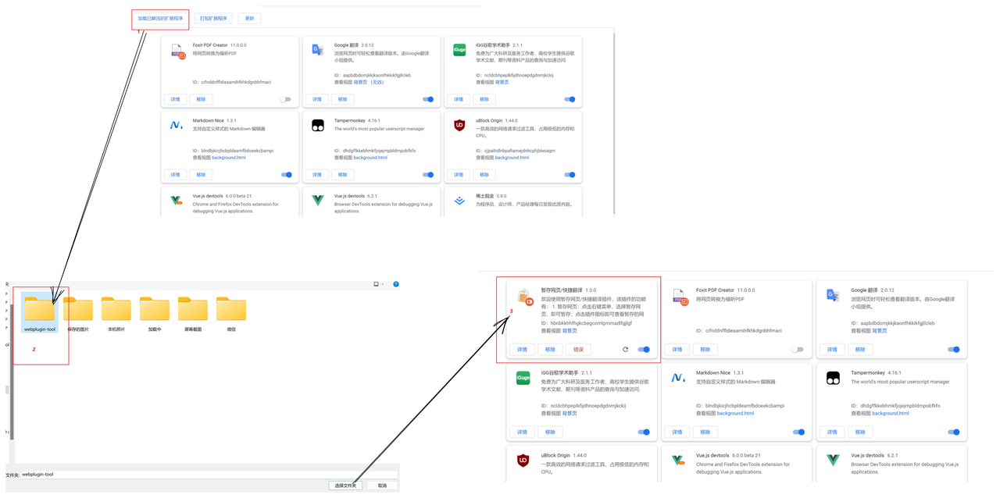 加载已解压的扩展程序 打包扩展程序 更新
1
Foxit PDF Creator 11.0.0.0
将网页转换为福昕PDF
ID: cifnddnffldieaamihfkhkdgnbhfmaci
详情 移除
Google 翻译 2.0.12
浏览网页时可轻松查看翻译版本。由Google翻译
小组提供。
ID: aapbdbdomjkkjkaonfhkkikfgjllcleb
查看视图 背景页 (无效)
详情 移除
iGuge
iGG谷歌学术助手 2.1.1
免费为广大科研及医务工作者、高校学生提供谷歌
学术文献、期刊等资料产品的查询与加速访问.
ID: ncldcbhpeplkfijdhnoepdgdnmjkckij
查看视图 背景页
详情 移除
Markdown Nice 1.3.1
支持自定义样式的 Markdown 编辑器
ID: blndbjkicjhcbpldeamfbdoeekcbampi
查看视图 background.html
详情 移除
Tampermonkey 4.16.1
The world's most popular userscript manager
ID: dhdgffkkebhmkfjojejmpbldmpobfkfo
查看视图 background.html
详情 移除
uBlock Origin 1.44.0
一款高效的网络请求过滤工具，占用极低的内存和
CPU。
ID: cjpalhdlnbpafiamejdnhcphjbkeiagm
查看视图 background.html
详情 移除
Vue.js devtools 6.0.0 beta 21
Chrome and Firefox DevTools extension for
debugging Vue.js applications.
Vue.js devtools 6.2.1
Browser DevTools extension for debugging Vue.js
applications.
稀土掘金 0.8.0
为程序员、设计师、产品经理每日发现优质内容。
夹
webplugin-tool
保存的图片
本机照片
加载中
屏幕截图
微信
2
文件夹: webplugin-tool
选择文件夹 取消
3
暂存网页/快捷翻译 1.0.0
欢迎使用暂存网页/快捷翻译插件，该插件的功能
有： 1. 暂存网页：点击右键菜单，选择暂存网
页，即可暂存；点击插件图标即可查看暂存的网
ID: hbnbkkhhfhgkcbegcomlpmmadlfgjlgf
查看视图 背景页
详情 移除 错误
Foxit PDF Creator 11.0.0.0
将网页转换为福昕PDF
ID: cifnddnffldieaamihfkhkdgnbhfmaci
详情 移除
Google 翻译 2.0.12
浏览网页时可轻松查看翻译版本。由Google翻译
小组提供。
ID: aapbdbdomjkkjkaonfhkkikfgjllcleb
查看视图 背景页
详情 移除
iGuge
iGG谷歌学术助手 2.1.1
免费为广大科研及医务工作者、高校学生提供谷歌
学术文献、期刊等资料产品的查询与加速访问.
ID: ncldcbhpeplkfijdhnoepdgdnmjkckij
查看视图 背景页
详情 移除
Markdown Nice 1.3.1
支持自定义样式的 Markdown 编辑器
ID: blndbjkicjhcbpldeamfbdoeekcbampi
查看视图 background.html
详情 移除
Tampermonkey 4.16.1
The world's most popular userscript manager
ID: dhdgffkkebhmkfjojejmpbldmpobfkfo
查看视图 background.html
详情 移除
uBlock Origin 1.44.0
一款高效的网络请求过滤工具，占用极低的内存和
CPU。
Vue.js devtools 6.0.0 beta 21
Chrome and Firefox DevTools extension for
debugging Vue.js applications.
Vue.js devtools 6.2.1
Browser DevTools extension for debugging Vue.js
applications.